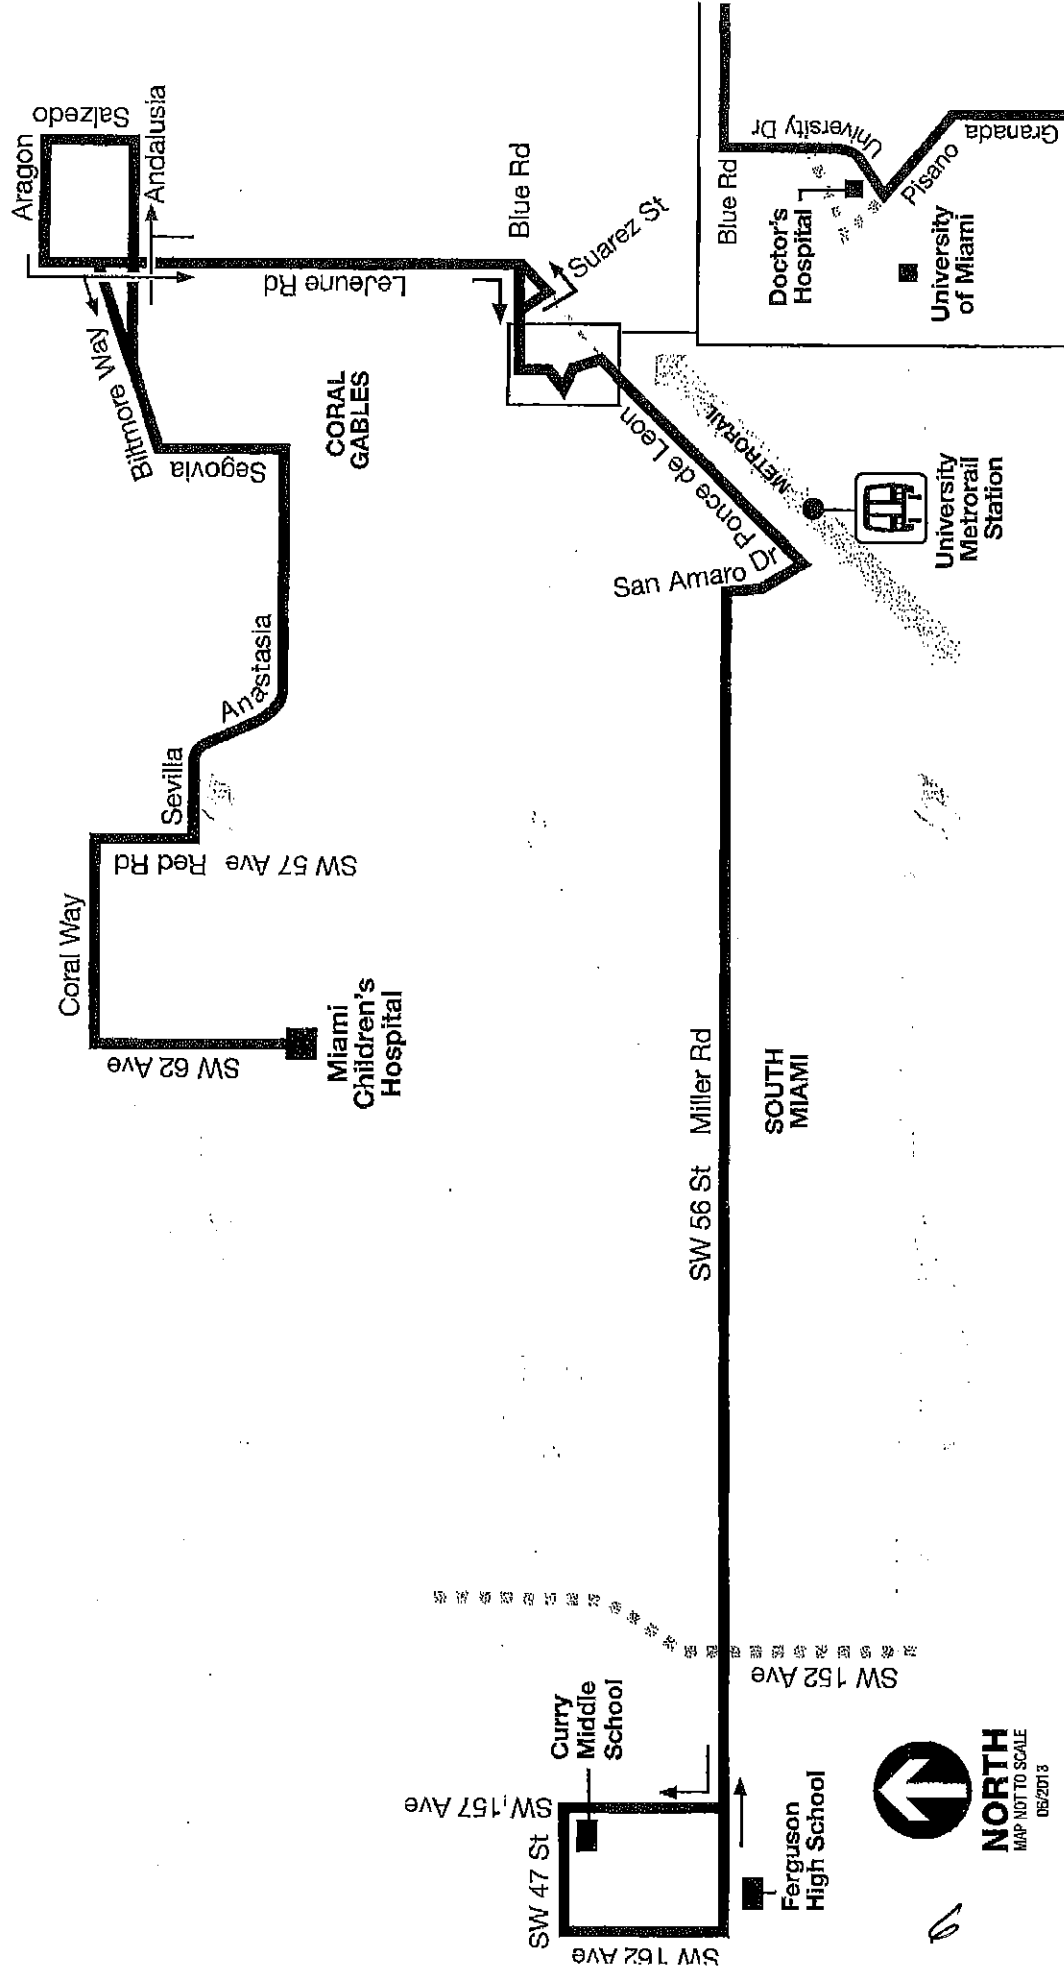 Aragon
Salzedo
Andalusia
Biltmore Way
LeJeune Rd
Blue Rd
Suarez St
CORAL
GABLES
Segovia
Anastasia
Sevilla
Red Rd SW 57 Ave
Coral Way
SW 62 Ave
Miami
Children's
Hospital
Ponce de Leon
METRORAIL
San Amaro Dr
University
Metrorail
Station
Blue Rd
University Dr
Doctor's
Hospital
Pisano
Granada
University
of Miami
SW 56 St Miller Rd
SOUTH
MIAMI
SW 152 Ave
Curry
Middle
School
SW 157 Ave
SW 47 St
SW 162 Ave
Ferguson
High School
NORTH
MAP NOT TO SCALE
06/2013
6